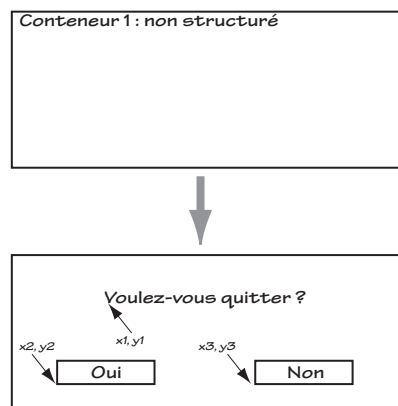 Conteneur 1 : non structuré
Voulez-vous quitter ?
x1, y1
x2, y2
x3, y3
Oui
Non